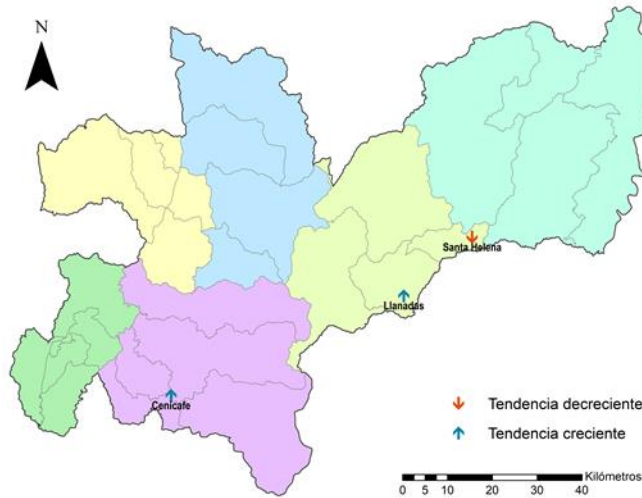 N
Santa Helena
Llanadas
Cenicafe
Tendencia decreciente
Tendencia creciente
Kilómetros
0 5 10 20 30 40